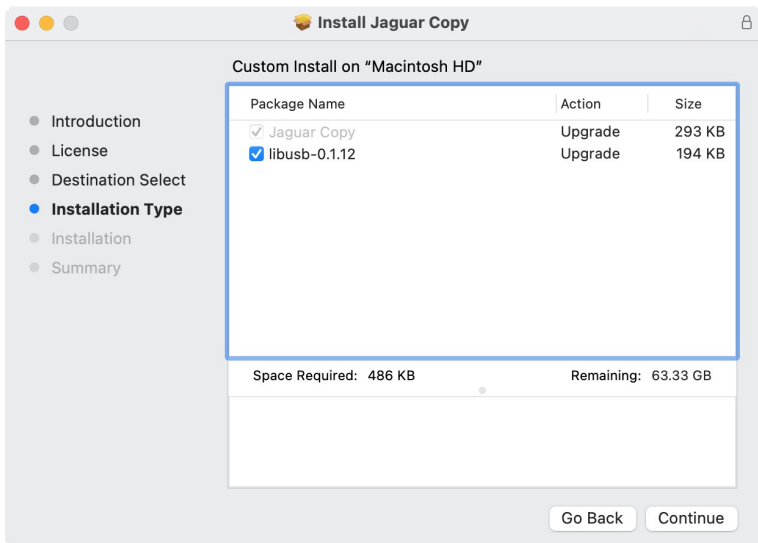 Install Jaguar Copy
Custom Install on “Macintosh HD”
Introduction
License
Destination Select
Installation Type
Installation
Summary
Package Name Action Size
Jaguar Copy Upgrade 293 KB
libusb-0.1.12 Upgrade 194 KB
Space Required: 486 KB Remaining: 63.33 GB
Go Back Continue